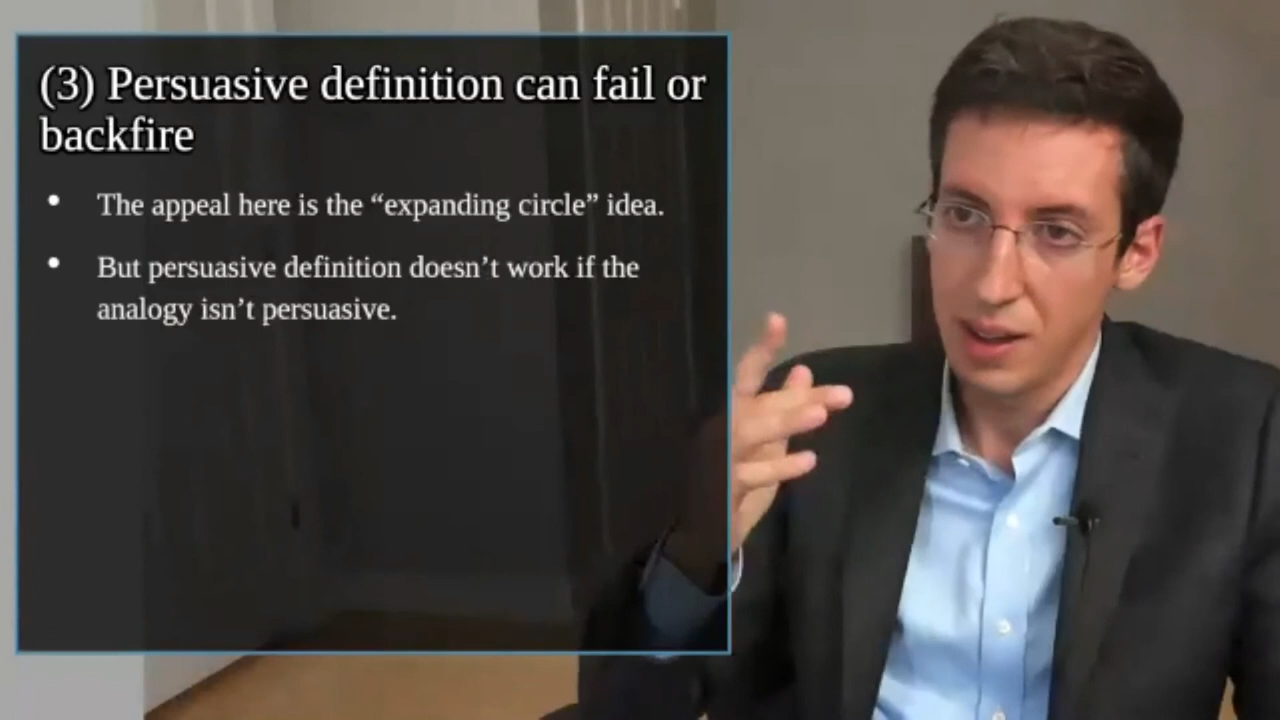 (3) Persuasive definition can fail or
backfire
• The appeal here is the “expanding circle” idea.
• But persuasive definition doesn’t work if the
analogy isn’t persuasive.